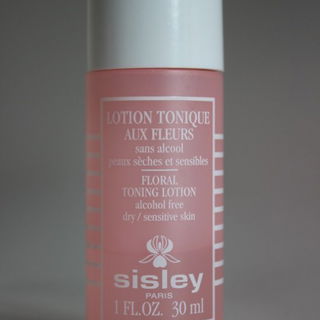 LOTION TONIQUE
AUX FLEURS
sans alcool
peaux sèches et sensibles
FLORAL
TONING LOTION
alcohol free
dry / sensitive skin
sisley
PARIS
1 FL.OZ. 30 ml